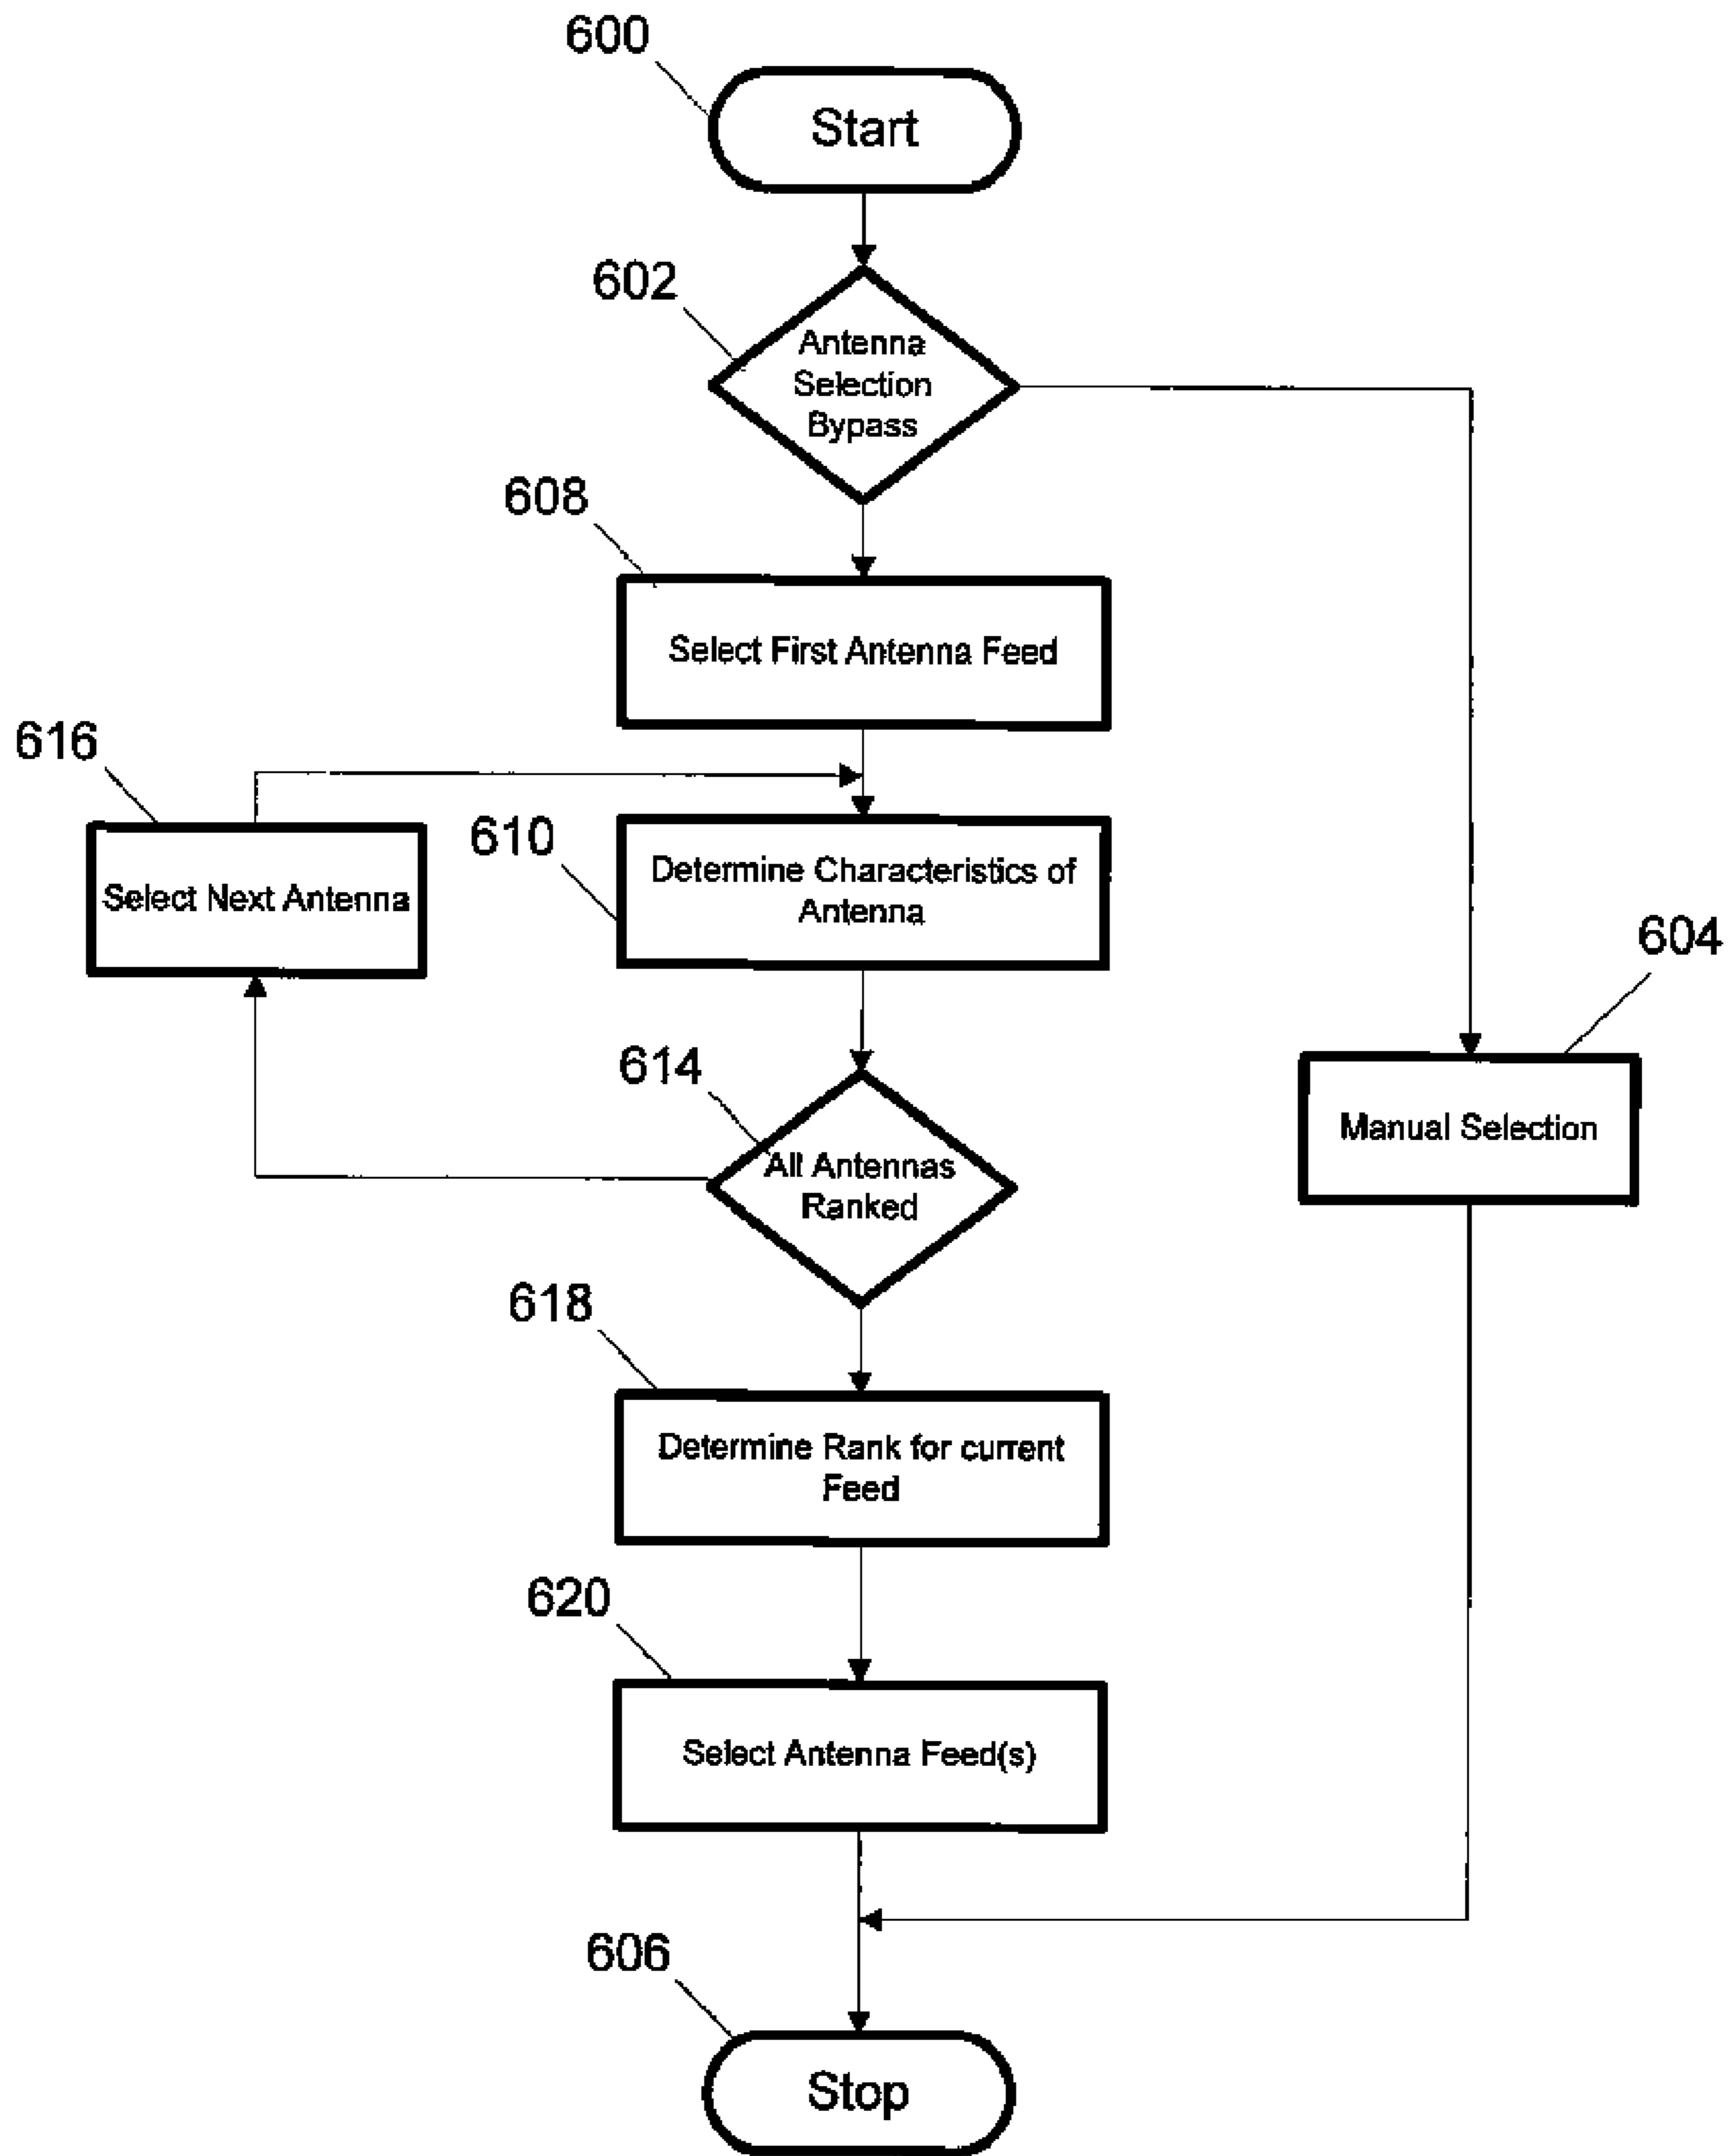 600
Start
602
Antenna
Selection
Bypass
608
Select First Antenna Feed
616
Select Next Antenna
610
Determine Characteristics of
Antenna
604
Manual Selection
614
All Antennas
Ranked
618
Determine Rank for current
Feed
620
Select Antenna Feed(s)
606
Stop